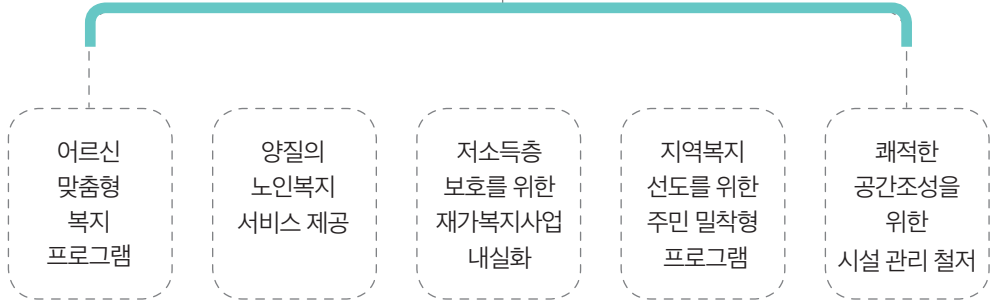 어르신
맞춤형
복지
프로그램
양질의
노인복지
서비스 제공
저소득층
보호를 위한
재가복지사업
내실화
지역복지
선도를 위한
주민 밀착형
프로그램
쾌적한
공간조성을
위한
시설 관리 철저